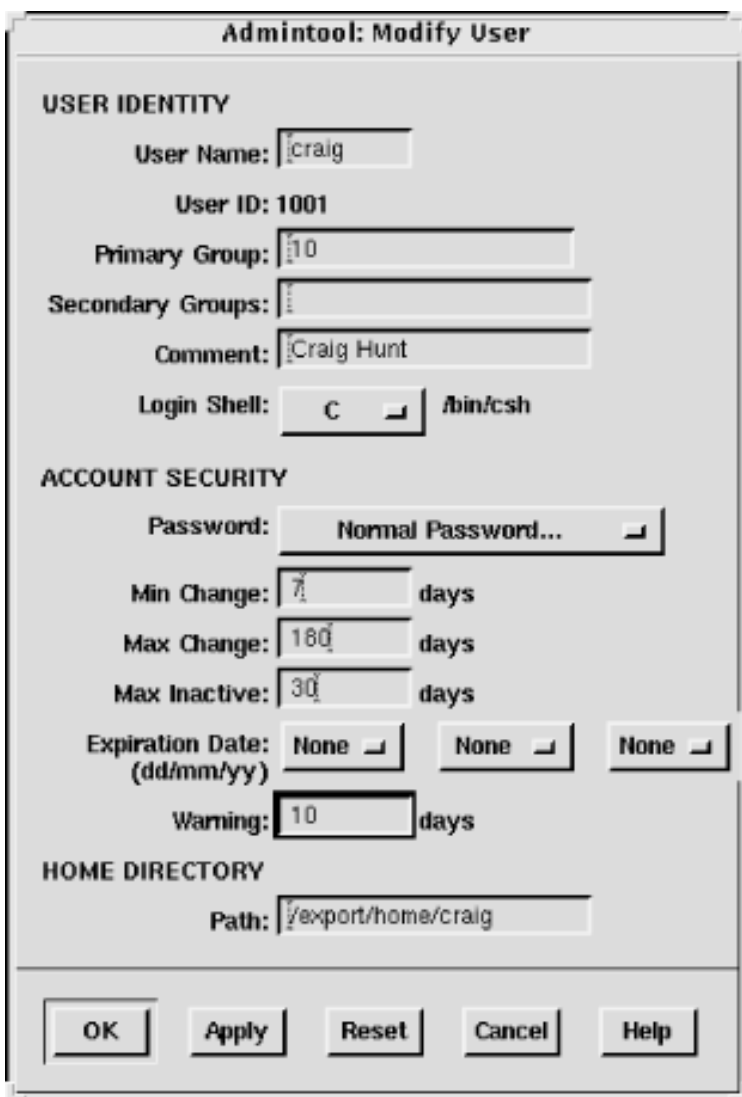 Admintool: Modify User
USER IDENTITY
User Name: craig
User ID: 1001
Primary Group: 10
Secondary Groups:
Comment: Craig Hunt
Login Shell: C /bin/csh
ACCOUNT SECURITY
Password: Normal Password...
Min Change: 7 days
Max Change: 180 days
Max Inactive: 30 days
Expiration Date: None None None
(dd/mm/yy)
Warning: 10 days
HOME DIRECTORY
Path: /export/home/craig
OK Apply Reset Cancel Help